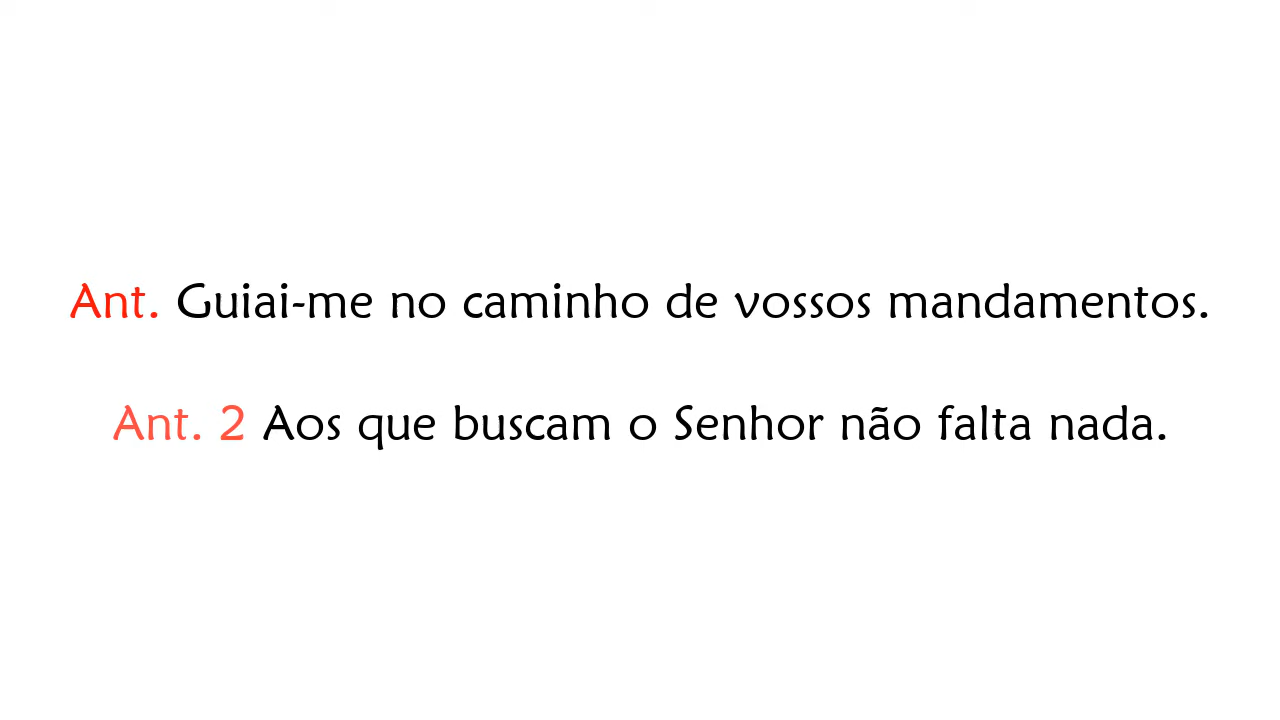 Ant. Guiai-me no caminho de vossos mandamentos.
Ant. 2 Aos que buscam o Senhor não falta nada.